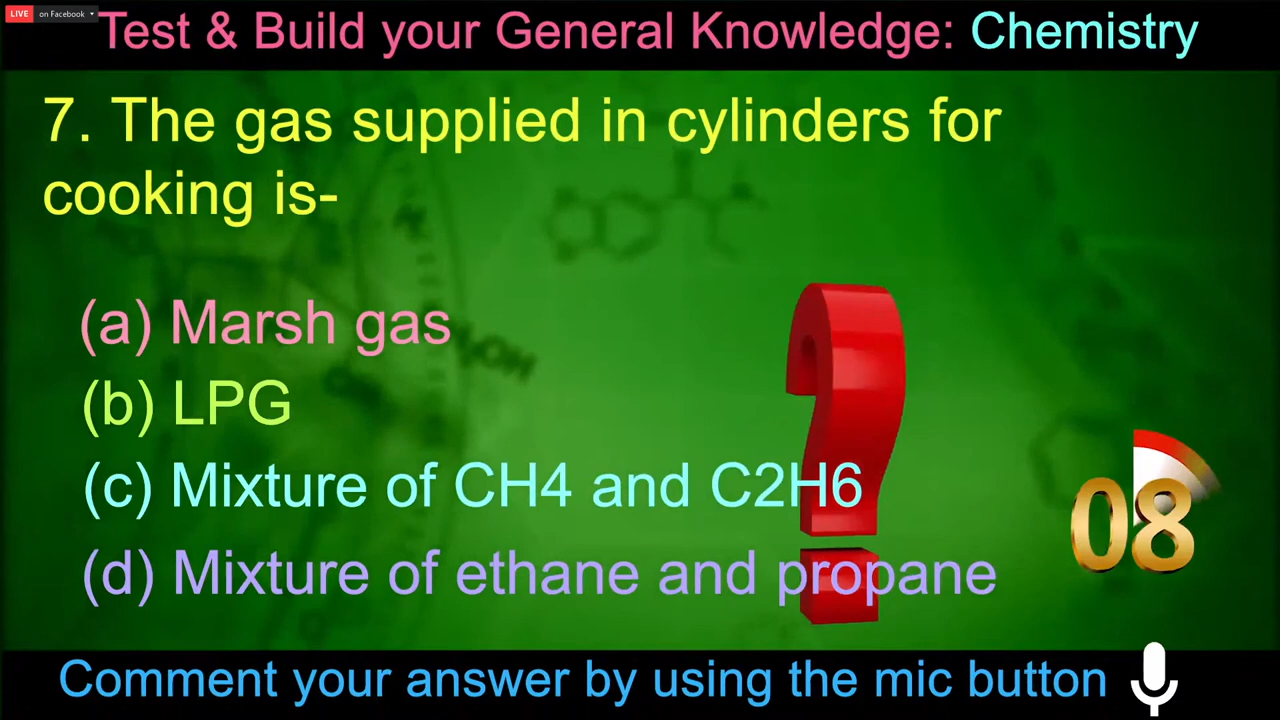 LIVE on Facebook
Test & Build your General Knowledge: Chemistry
7. The gas supplied in cylinders for
cooking is-
(a) Marsh gas
(b) LPG
(c) Mixture of CH4 and C2H6
(d) Mixture of ethane and propane
08
Comment your answer by using the mic button